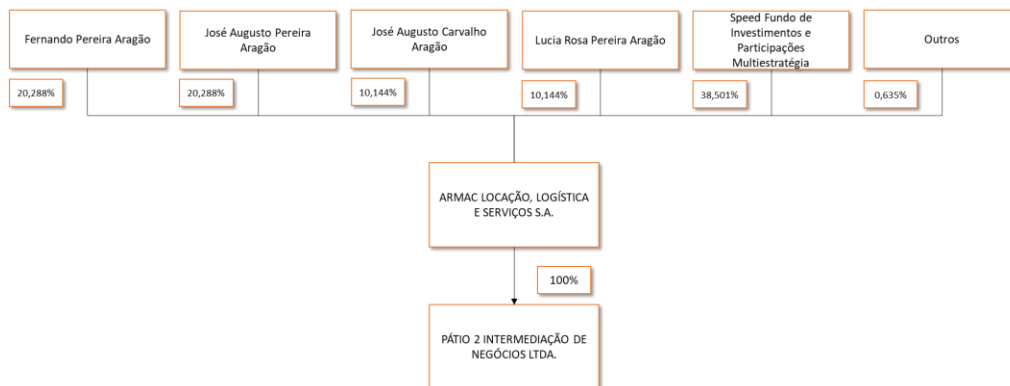 Fernando Pereira Aragão
José Augusto Pereira
Aragão
José Augusto Carvalho
Aragão
Lucia Rosa Pereira Aragão
Speed Fundo de
Investimentos e
Participações
Multiestratégia
Outros
20,288%
20,288%
10,144%
10,144%
38,501%
0,635%
ARMAC LOCAÇÃO, LOGÍSTICA
E SERVIÇOS S.A.
100%
PÁTIO 2 INTERMEDIAÇÃO DE
NEGÓCIOS LTDA.